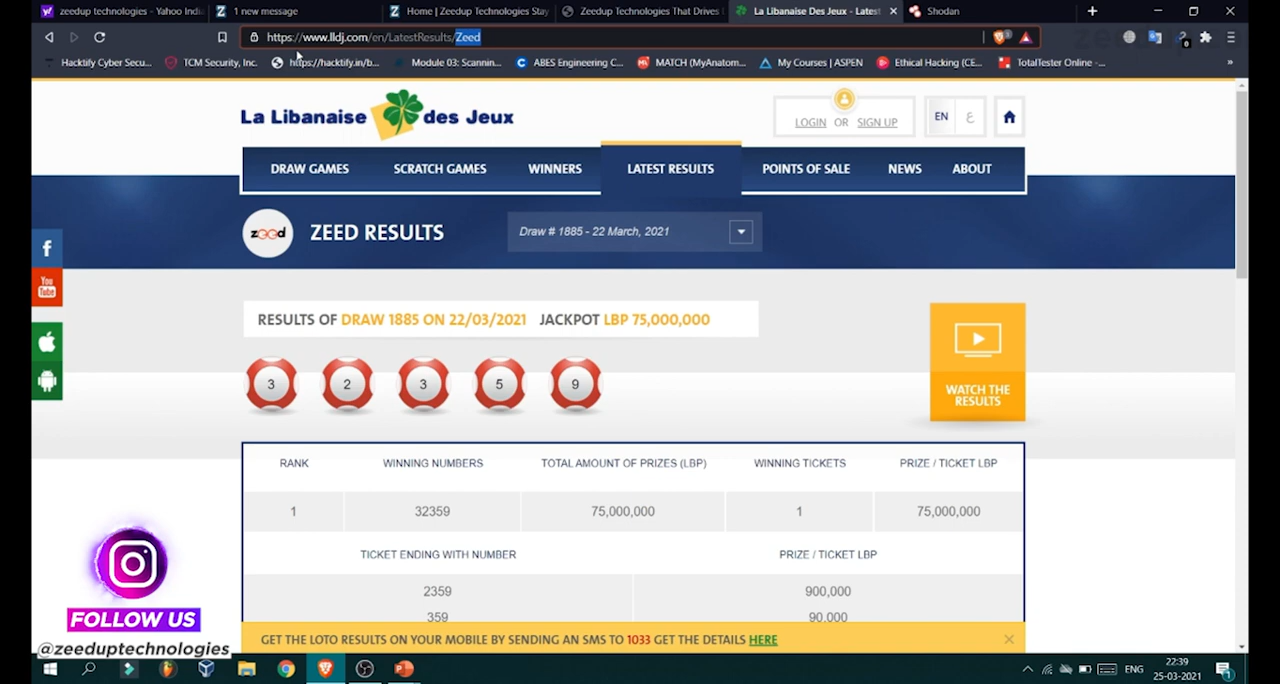 zeedup technologies - Yahoo Indi
1 new message
Home | Zeedup Technologies Stay
Zeedup Technologies That Drives
La Libanaise Des Jeux - Latest
Shodan
https://www.lldj.com/en/LatestResults/Zeed
Hacktify Cyber Secu...
TCM Security, Inc.
https://hacktify.in/b...
Module 03: Scannin...
ABES Engineering C...
MATCH (MyAnatom...
My Courses | ASPEN
Ethical Hacking (CE...
TotalTester Online -...
La Libanaise des Jeux
LOGIN OR SIGN UP
EN ع
DRAW GAMES
SCRATCH GAMES
WINNERS
LATEST RESULTS
POINTS OF SALE
NEWS
ABOUT
zeed
ZEED RESULTS
Draw # 1885 - 22 March, 2021
You
Tube
RESULTS OF DRAW 1885 ON 22/03/2021 JACKPOT LBP 75,000,000
3 2 3 5 9
WATCH THE
RESULTS
RANK WINNING NUMBERS TOTAL AMOUNT OF PRIZES (LBP) WINNING TICKETS PRIZE / TICKET LBP
1 32359 75,000,000 1 75,000,000
TICKET ENDING WITH NUMBER PRIZE / TICKET LBP
2359 900,000
359 90,000
GET THE LOTO RESULTS ON YOUR MOBILE BY SENDING AN SMS TO 1033 GET THE DETAILS HERE
FOLLOW US
@zeeduptechnologies
ENG
22:39
25-03-2021